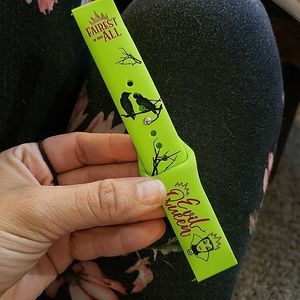 FAIREST
OF THEM
ALL
Evil
Queen